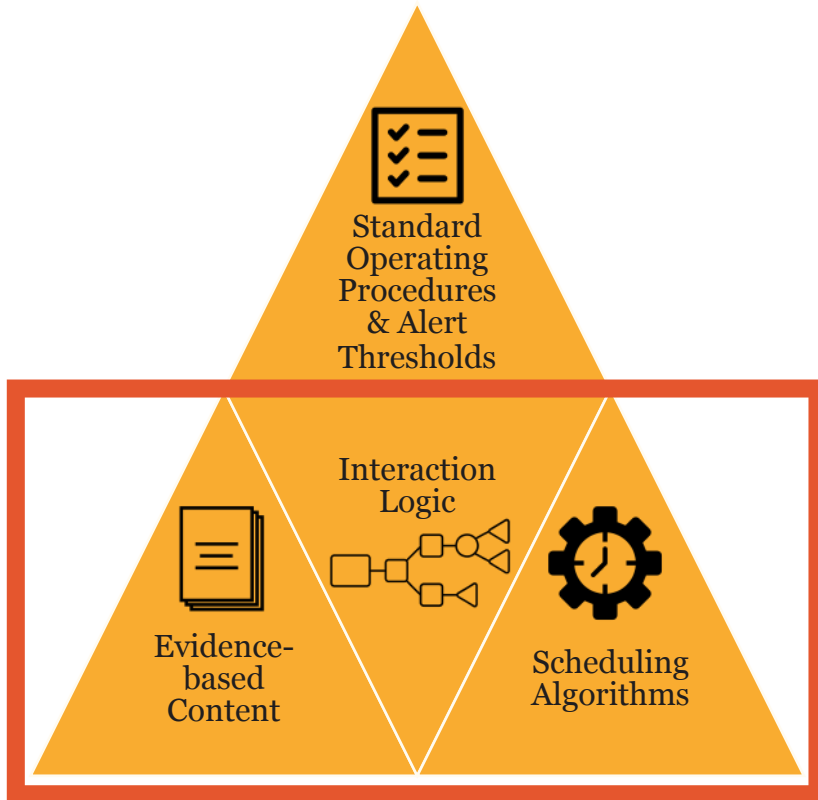 Standard
Operating
Procedures
& Alert
Thresholds
Interaction
Logic
Evidence-
based
Content
Scheduling
Algorithms